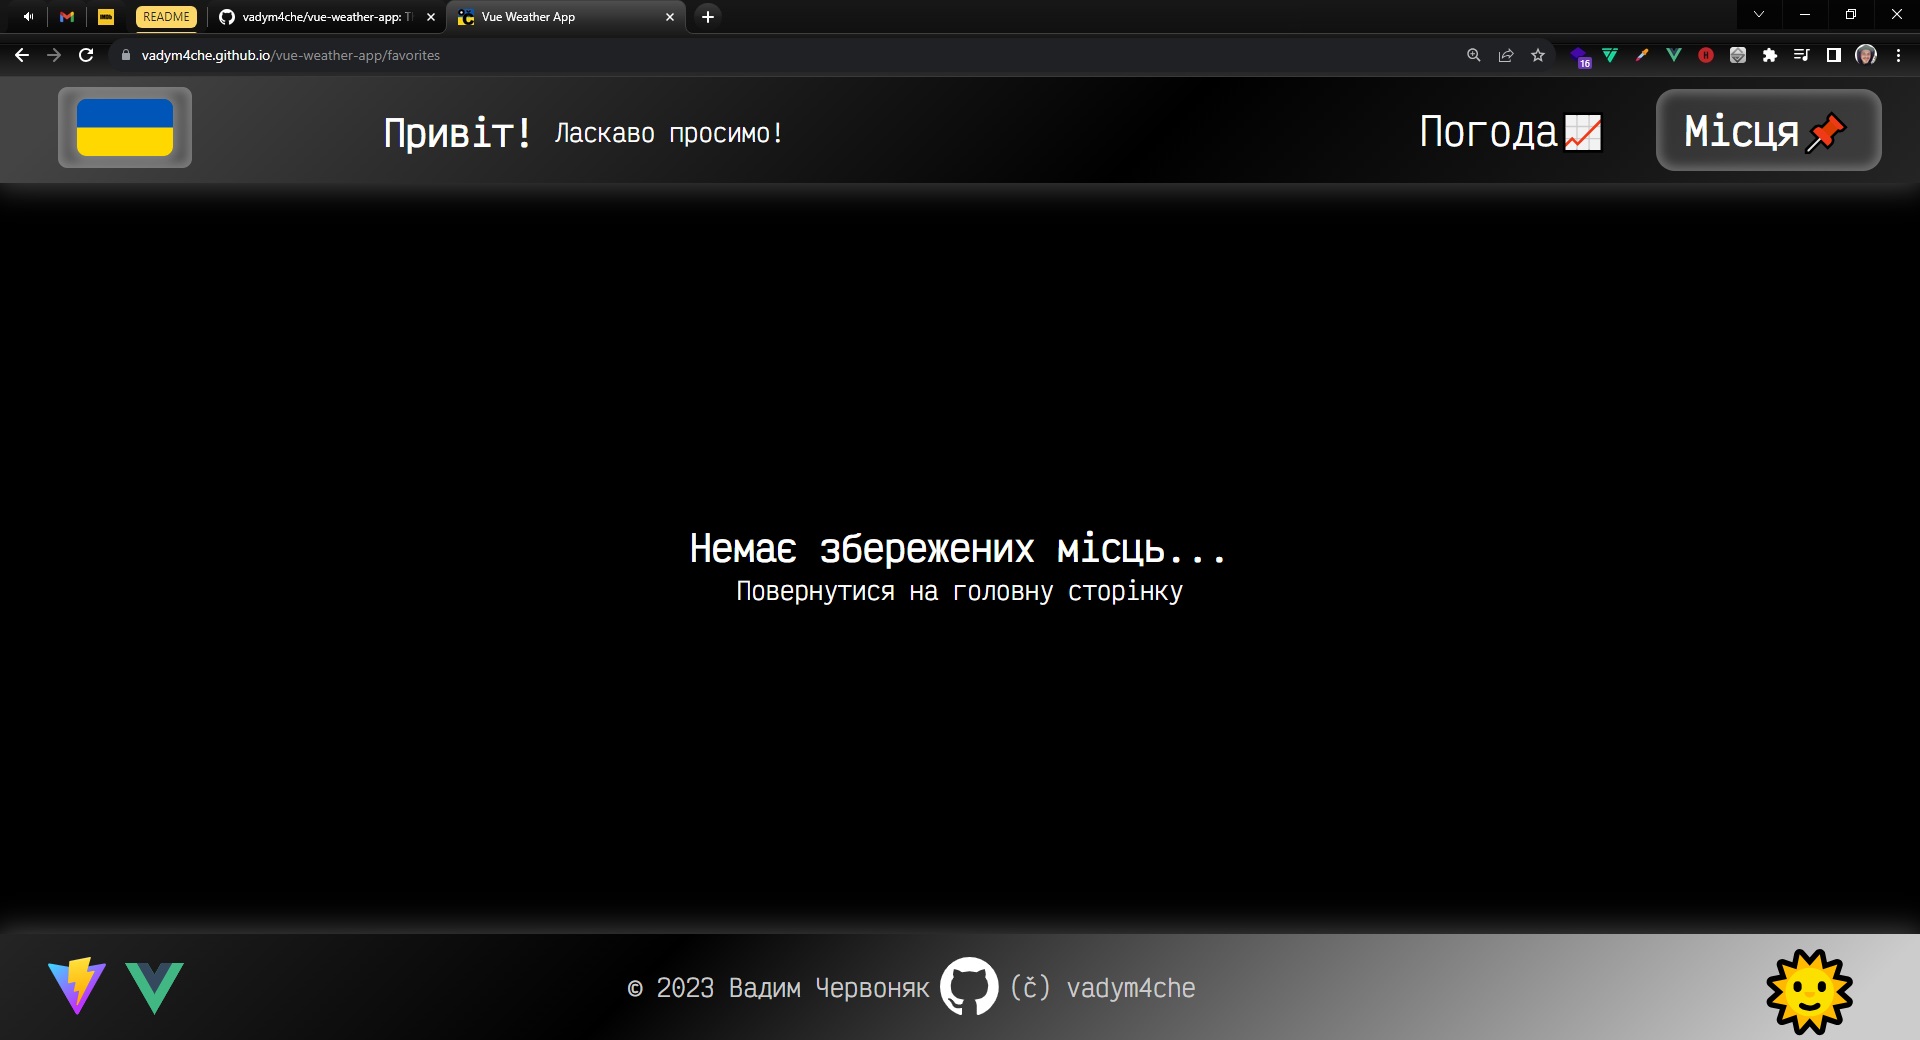 README
vadym4che/vue-weather-app: T
Vue Weather App
vadym4che.github.io/vue-weather-app/favorites
16
Привіт! Ласкаво просимо!
Погода
Місця
Немає збережених місць...
Повернутися на головну сторінку
© 2023 Вадим Червоняк (č) vadym4che